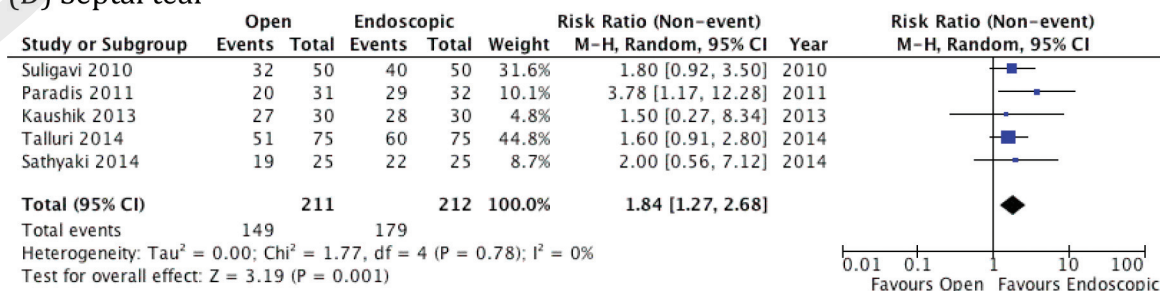 (D) Septal tear
Open Endoscopic Risk Ratio (Non-event) Risk Ratio (Non-event)
Study or Subgroup Events Total Events Total Weight M-H, Random, 95% CI Year M-H, Random, 95% CI
Suligavi 2010 32 50 40 50 31.6% 1.80 [0.92, 3.50] 2010
Paradis 2011 20 31 29 32 10.1% 3.78 [1.17, 12.28] 2011
Kaushik 2013 27 30 28 30 4.8% 1.50 [0.27, 8.34] 2013
Talluri 2014 51 75 60 75 44.8% 1.60 [0.91, 2.80] 2014
Sathyaki 2014 19 25 22 25 8.7% 2.00 [0.56, 7.12] 2014
Total (95% CI) 211 212 100.0% 1.84 [1.27, 2.68]
Total events 149 179
Heterogeneity: Tau² = 0.00; Chi² = 1.77, df = 4 (P = 0.78); I² = 0%
Test for overall effect: Z = 3.19 (P = 0.001)
0.01 0.1 1 10 100
Favours Open Favours Endoscopic